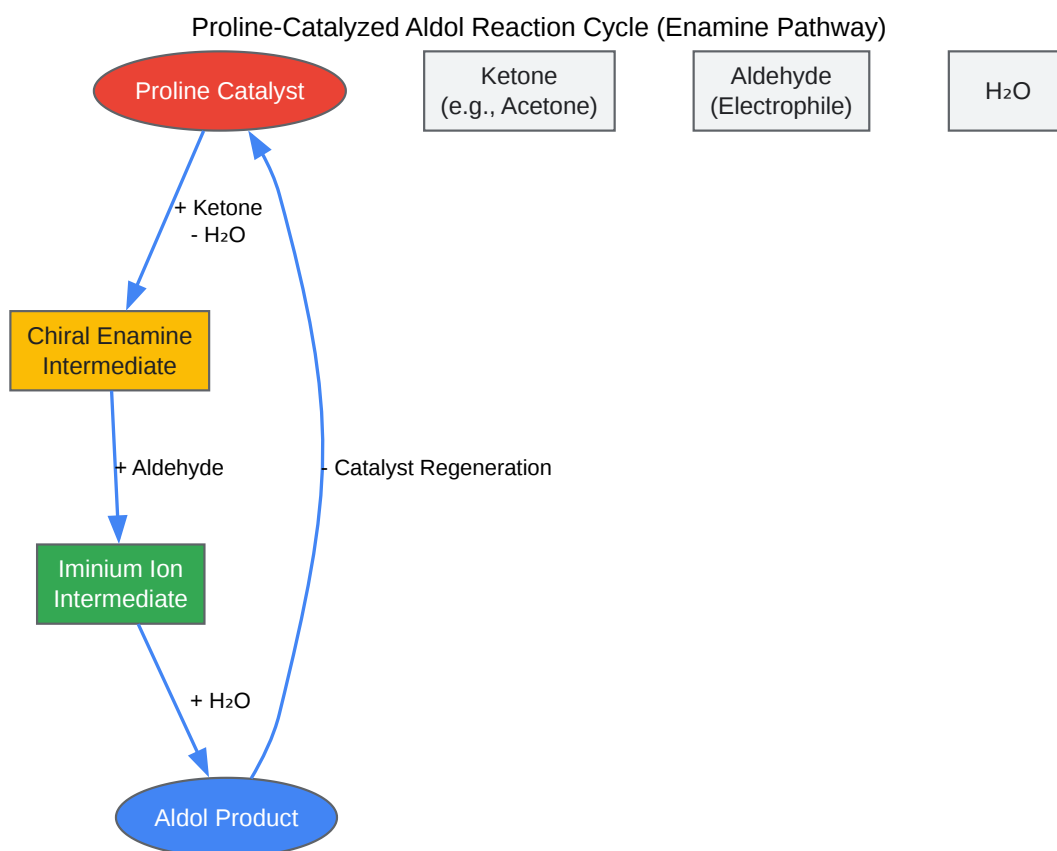 Proline-Catalyzed Aldol Reaction Cycle (Enamine Pathway)
Proline Catalyst
Ketone
(e.g., Acetone)
Aldehyde
(Electrophile)
H₂O
+ Ketone
- H₂O
Chiral Enamine
Intermediate
+ Aldehyde
- Catalyst Regeneration
Iminium Ion
Intermediate
+ H₂O
Aldol Product